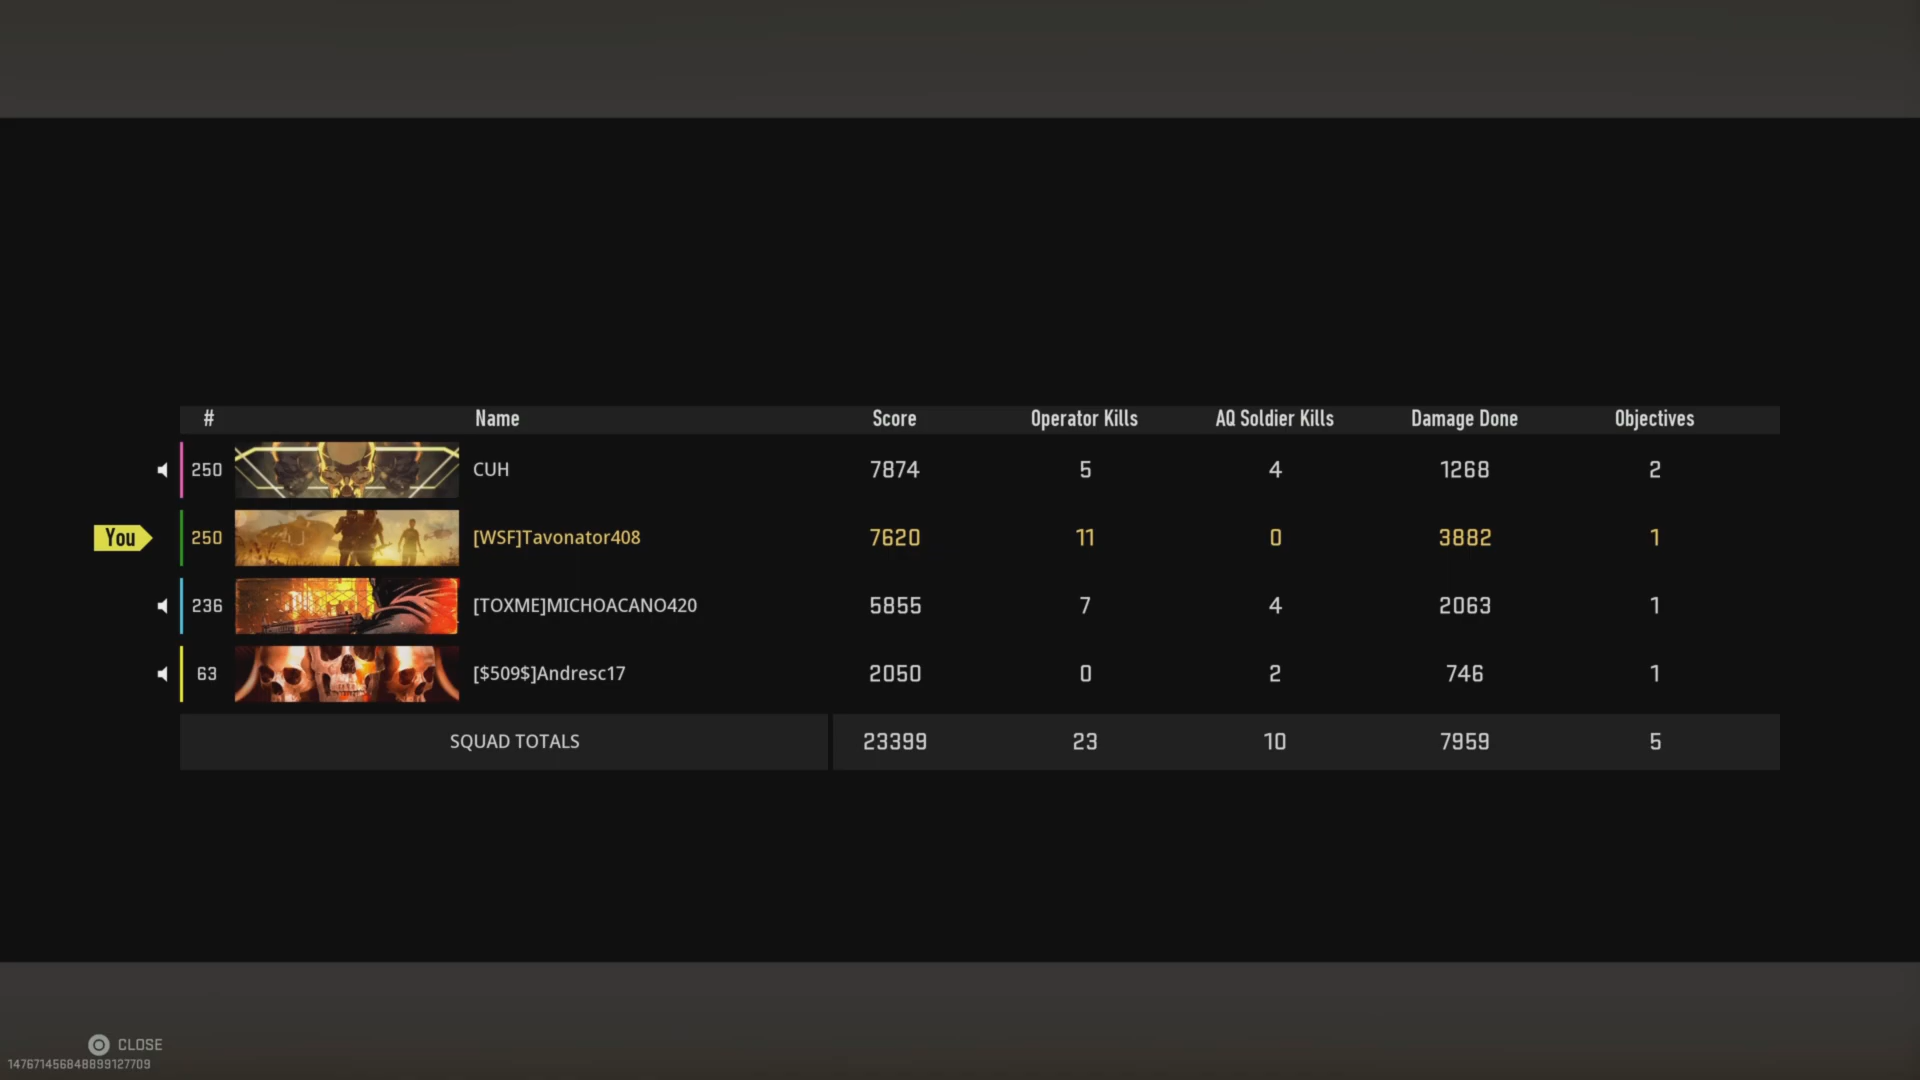 # Name Score Operator Kills AQ Soldier Kills Damage Done Objectives
250 CUH 7874 5 4 1268 2
You 250 [WSF]Tavonator408 7620 11 0 3882 1
236 [TOXME]MICHOACANO420 5855 7 4 2063 1
63 [$509$]Andresc17 2050 0 2 746 1
SQUAD TOTALS 23399 23 10 7959 5
CLOSE
147671456848899127709